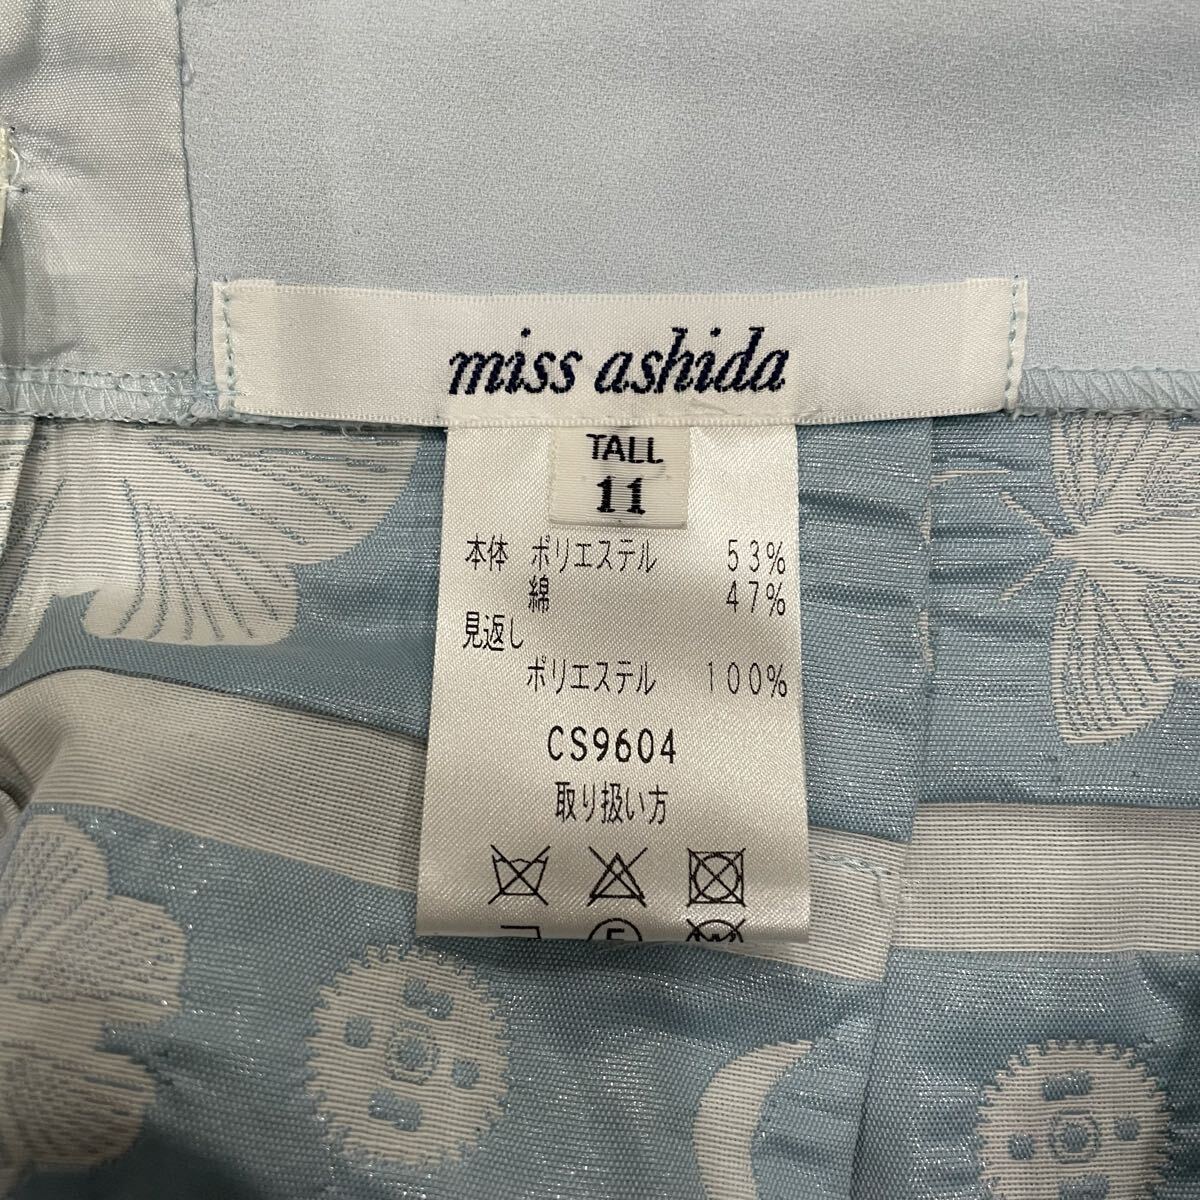 miss ashida
TALL
11
本体 ポリエステル 53%
綿 47%
見返し
ポリエステル 100%
CS9604
取り扱い方